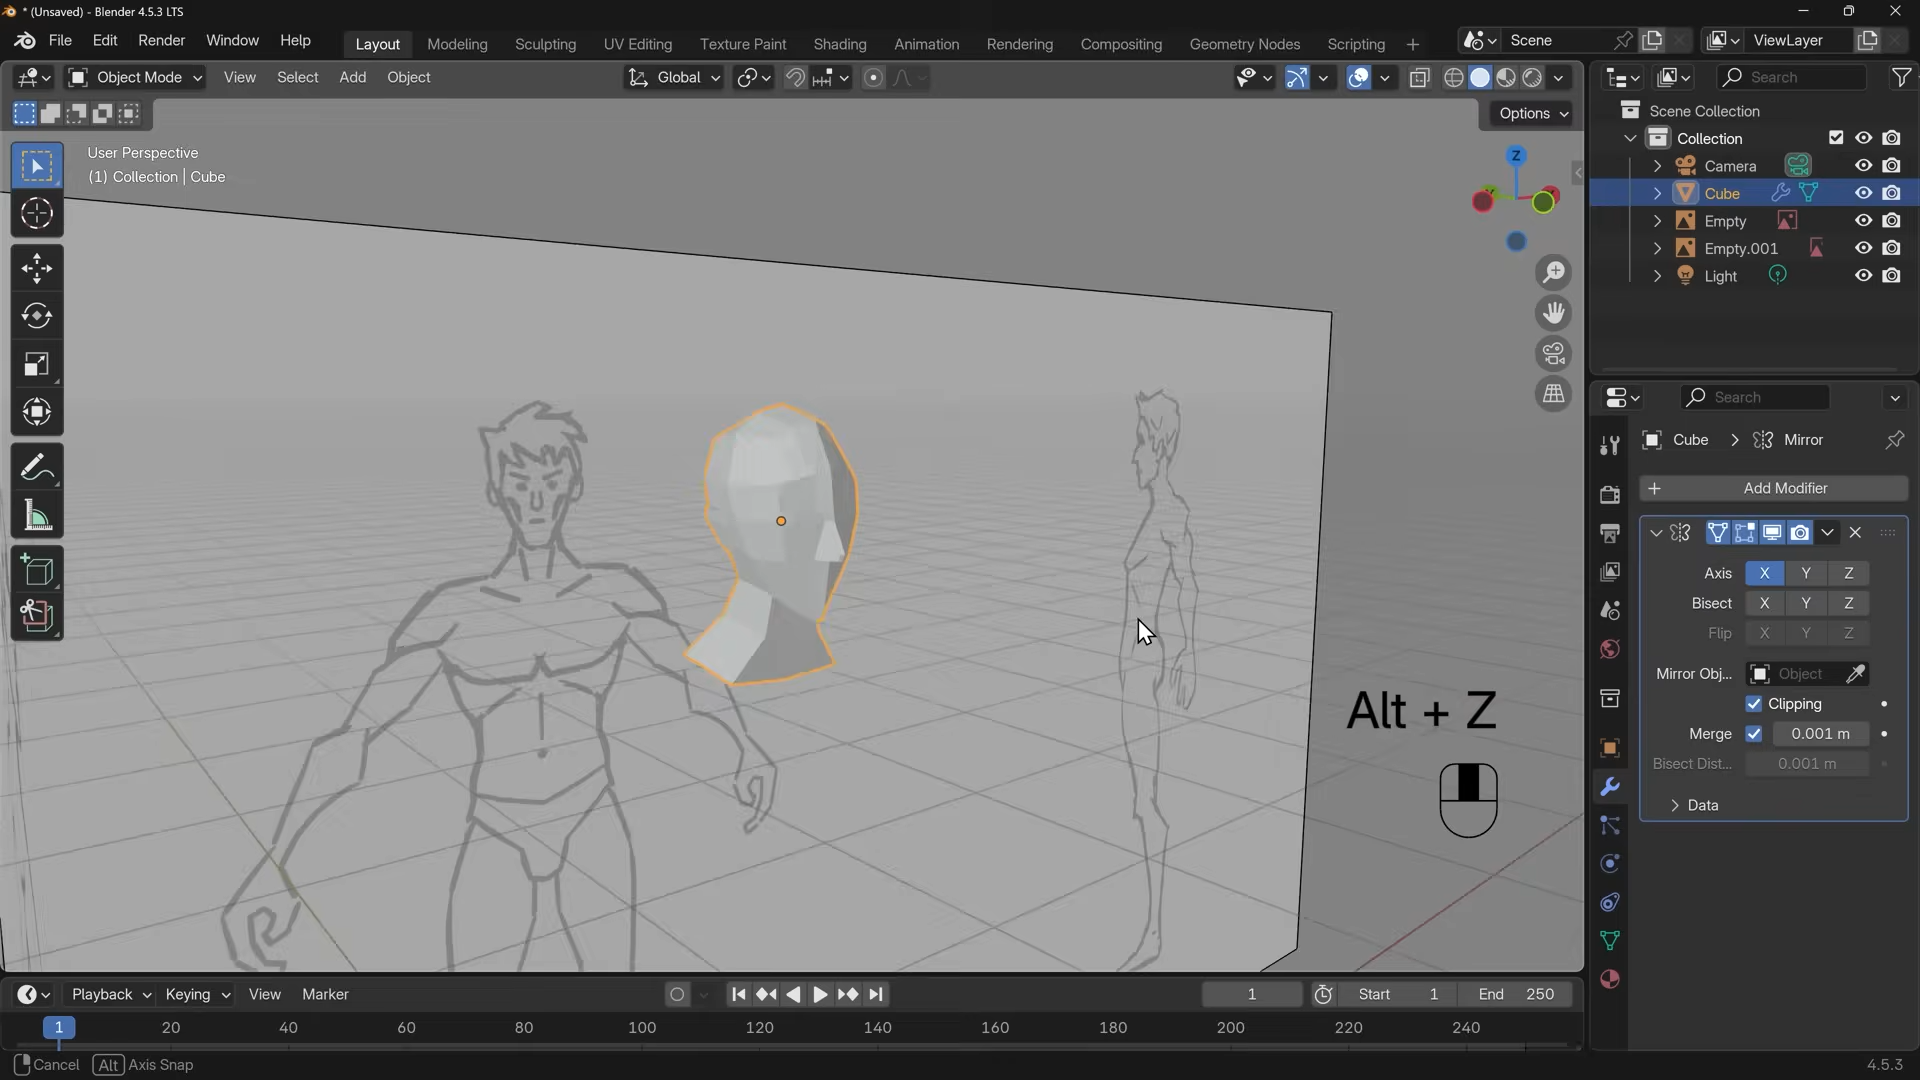 * (Unsaved) - Blender 4.5.3 LTS
File Edit Render Window Help
Layout Modeling Sculpting UV Editing Texture Paint Shading Animation Rendering Compositing Geometry Nodes Scripting +
Scene
ViewLayer
Object Mode View Select Add Object
Global
Search
Options
User Perspective
(1) Collection | Cube
Z
Scene Collection
Collection
Camera
Cube
Empty
Empty.001
Light
Search
Cube > Mirror
+ Add Modifier
Axis X Y Z
Bisect X Y Z
Flip X Y Z
Mirror Obj... Object
Clipping
Merge 0.001 m
Bisect Dist... 0.001 m
Data
Alt + Z
Playback Keying View Marker
1
Start 1
End 250
1 20 40 60 80 100 120 140 160 180 200 220 240
Cancel Alt Axis Snap
4.5.3